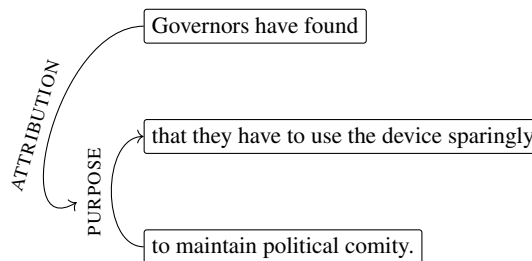 Governors have found
ATTRIBUTION
that they have to use the device sparingly
PURPOSE
to maintain political comity.